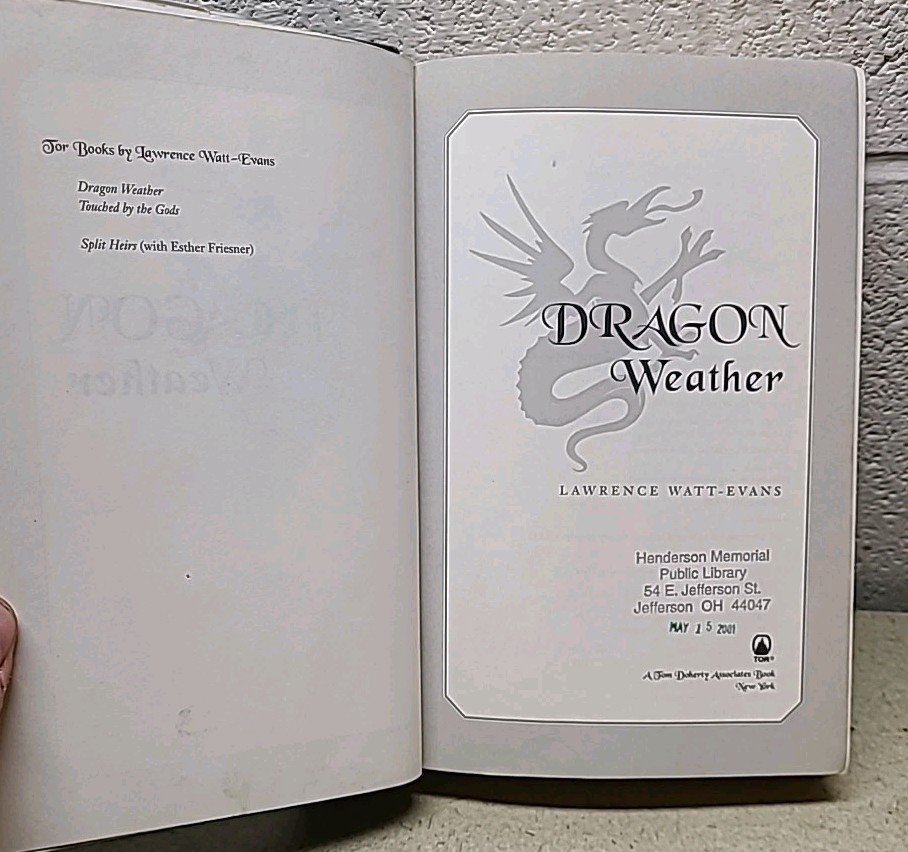 Tor Books by Lawrence Watt-Evans
Dragon Weather
Touched by the Gods
Split Heirs (with Esther Friesner)
DRAGON
Weather
LAWRENCE WATT-EVANS
Henderson Memorial
Public Library
54 E. Jefferson St.
Jefferson OH 44047
MAY 15 2001
TOR®
A Tom Doherty Associates Book
New York